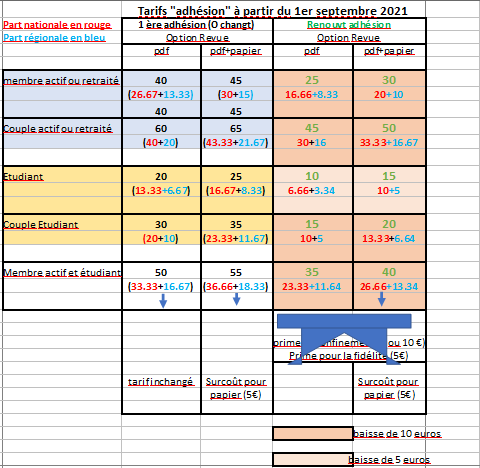 Tarifs "adhésion" à partir du 1er septembre 2021
Part nationale en rouge 1 ère adhésion (0 changt) Renouvt adhésion
Part régionale en bleu Option Revue Option Revue
pdf pdf+papier pdf pdf+papier
membre actif ou retraité 40 45 25 30
(26.67+13.33) (30+15) 16.66+8.33 20+10
40 45
Couple actif ou retraité 60 65 45 50
(40+20) (43.33+21.67) 30+16 33.33+16.67
Etudiant 20 25 10 15
(13.33+6.67) (16.67+8.33) 6.66+3.34 10+5
Couple Etudiant 30 35 15 20
(20+10) (23.33+11.67) 10+5 13.33+6.64
Membre actif et étudiant 50 55 35 40
(33.33+16.67) (36.66+18.33) 23.33+11.64 26.66+13.34
ou 10 €)
Prime pour la fidélité (5€)
tarif inchangé Surcoût pour Surcoût pour
papier (5€) papier (5€)
baisse de 10 euros
baisse de 5 euros